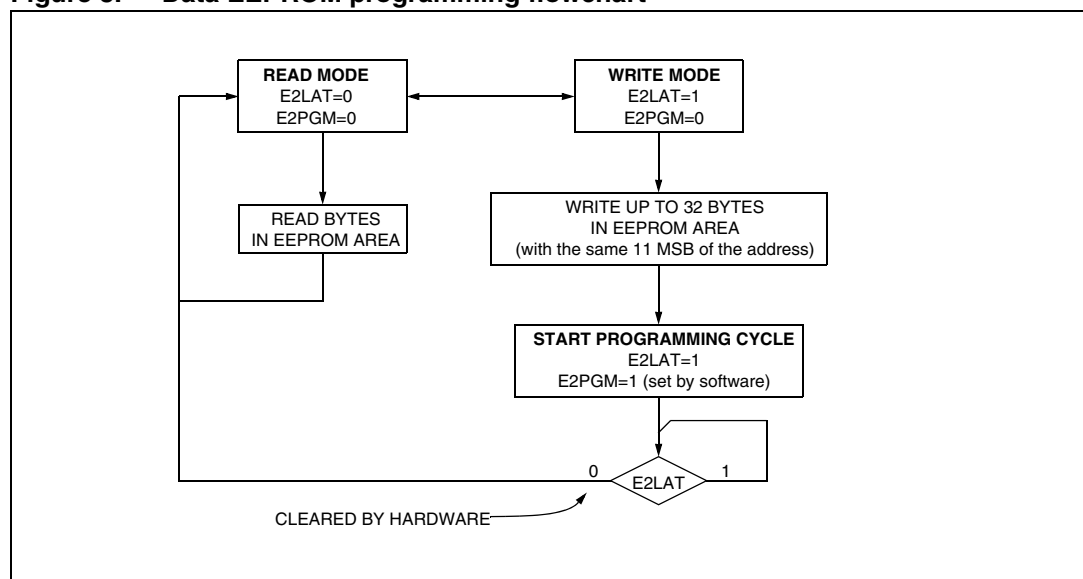 Figure Data EEPROM programming flowchart
READ MODE
E2LAT=0
E2PGM=0
WRITE MODE
E2LAT=1
E2PGM=0
READ BYTES
IN EEPROM AREA
WRITE UP TO 32 BYTES
IN EEPROM AREA
(with the same 11 MSB of the address)
START PROGRAMMING CYCLE
E2LAT=1
E2PGM=1 (set by software)
0 E2LAT 1
CLEARED BY HARDWARE